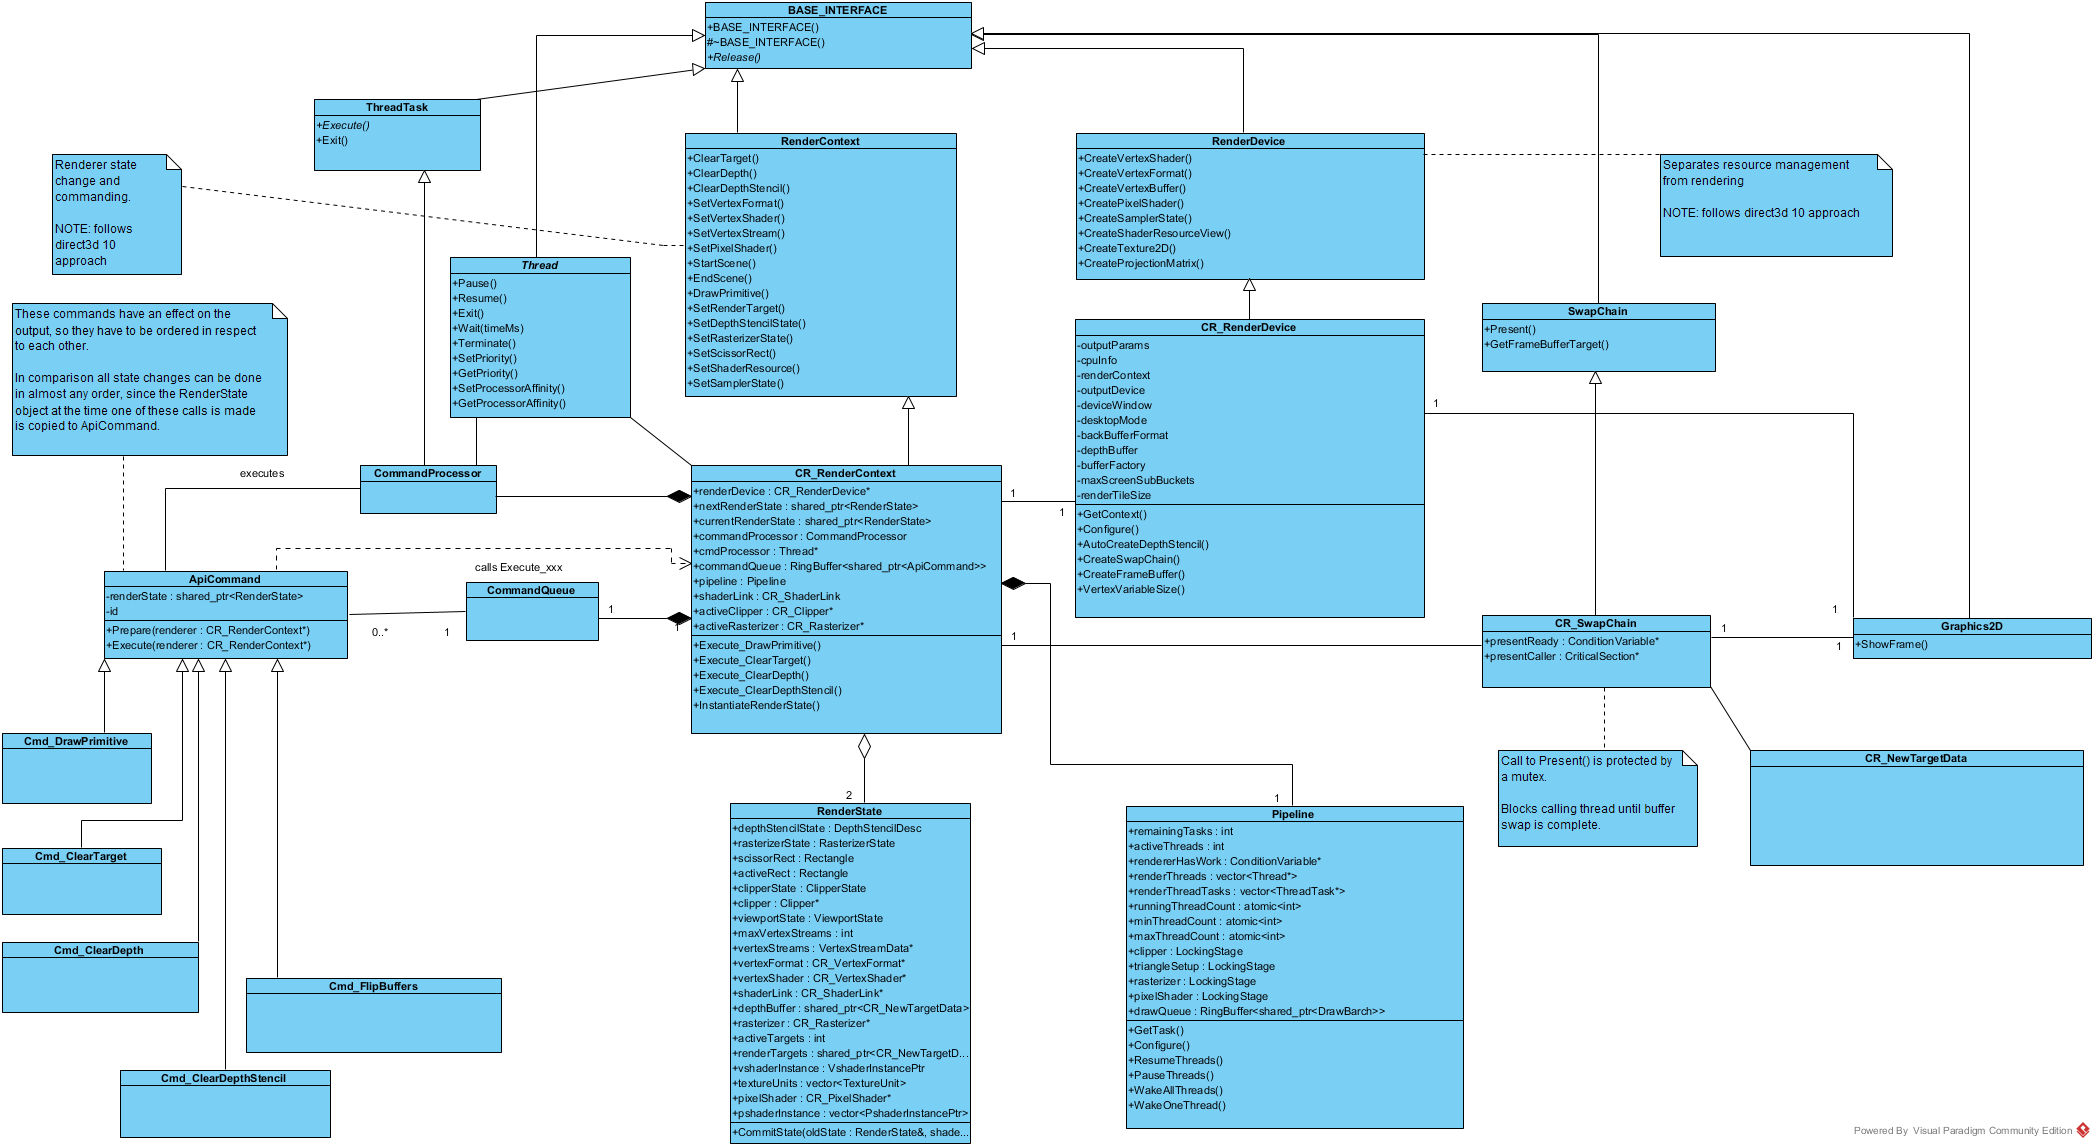 BASE_INTERFACE
+BASE_INTERFACE()
#~BASE_INTERFACE()
+Release()
ThreadTask
+Execute()
+Exit()
RenderContext
+ClearTarget()
+ClearDepth()
+ClearDepthStencil()
+SetVertexFormat()
+SetVertexShader()
+SetVertexStream()
+SetPixelShader()
+StartScene()
+EndScene()
+DrawPrimitive()
+SetRenderTarget()
+SetDepthStencilState()
+SetRasterizerState()
+SetScissorRect()
+SetShaderResource()
+SetSamplerState()
RenderDevice
+CreateVertexShader()
+CreateVertexFormat()
+CreateVertexBuffer()
+CreatePixelShader()
+CreateSamplerState()
+CreateShaderResourceView()
+CreateTexture2D()
+CreateProjectionMatrix()
Separates resource management
from rendering
NOTE: follows direct3d 10 approach
Renderer state
change and
commanding.
NOTE: follows
direct3d 10
approach
Thread
+Pause()
+Resume()
+Exit()
+Wait(timeMs)
+Terminate()
+SetPriority()
+GetPriority()
+SetProcessorAffinity()
+GetProcessorAffinity()
These commands have an effect on the
output, so they have to be ordered in respect
to each other.
In comparison all state changes can be done
in almost any order, since the RenderState
object at the time one of these calls is made
is copied to ApiCommand.
CR_RenderDevice
-outputParams
-cpuInfo
-renderContext
-outputDevice
-deviceWindow
-desktopMode
-backBufferFormat
-depthBuffer
-bufferFactory
-maxScreenSubBuckets
-renderTileSize
+GetContext()
+Configure()
+AutoCreateDepthStencil()
+CreateSwapChain()
+CreateFrameBuffer()
+VertexVariableSize()
SwapChain
+Present()
+GetFrameBufferTarget()
1
executes
CommandProcessor
CR_RenderContext
+renderDevice : CR_RenderDevice*
+nextRenderState : shared_ptr<RenderState>
+currentRenderState : shared_ptr<RenderState>
+commandProcessor : CommandProcessor
+cmdProcessor : Thread*
+commandQueue : RingBuffer<shared_ptr<ApiCommand>>
+pipeline : Pipeline
+shaderLink : CR_ShaderLink
+activeClipper : CR_Clipper*
+activeRasterizer : CR_Rasterizer*
+Execute_DrawPrimitive()
+Execute_ClearTarget()
+Execute_ClearDepth()
+Execute_ClearDepthStencil()
+InstantiateRenderState()
1
1
calls Execute_xxx
ApiCommand
-renderState : shared_ptr<RenderState>
-id
+Prepare(renderer : CR_RenderContext*)
+Execute(renderer : CR_RenderContext*)
CommandQueue
0..*
1
1
1
1
CR_SwapChain
+presentReady : ConditionVariable*
+presentCaller : CriticalSection*
1
1
1
Graphics2D
+ShowFrame()
Cmd_DrawPrimitive
Cmd_ClearTarget
Cmd_ClearDepth
Cmd_FlipBuffers
Cmd_ClearDepthStencil
2
RenderState
+depthStencilState : DepthStencilDesc
+rasterizerState : RasterizerState
+scissorRect : Rectangle
+activeRect : Rectangle
+clipperState : ClipperState
+clipper : Clipper*
+viewportState : ViewportState
+maxVertexStreams : int
+vertexStreams : VertexStreamData*
+vertexFormat : CR_VertexFormat*
+vertexShader : CR_VertexShader*
+shaderLink : CR_ShaderLink*
+depthBuffer : shared_ptr<CR_NewTargetData>
+rasterizer : CR_Rasterizer*
+activeTargets : int
+renderTargets : shared_ptr<CR_NewTargetD...
+vshaderInstance : VshaderInstancePtr
+textureUnits : vector<TextureUnit>
+pixelShader : CR_PixelShader*
+pshaderInstance : vector<PshaderInstancePtr>
+CommitState(oldState : RenderState&, shade...
1
Pipeline
+remainingTasks : int
+activeThreads : int
+rendererHasWork : ConditionVariable*
+renderThreads : vector<Thread*>
+renderThreadTasks : vector<ThreadTask*>
+runningThreadCount : atomic<int>
+minThreadCount : atomic<int>
+maxThreadCount : atomic<int>
+clipper : LockingStage
+triangleSetup : LockingStage
+rasterizer : LockingStage
+pixelShader : LockingStage
+drawQueue : RingBuffer<shared_ptr<DrawBarch>>
+GetTask()
+Configure()
+ResumeThreads()
+PauseThreads()
+WakeAllThreads()
+WakeOneThread()
Call to Present() is protected by
a mutex.
Blocks calling thread until buffer
swap is complete.
CR_NewTargetData
Powered By Visual Paradigm Community Edition